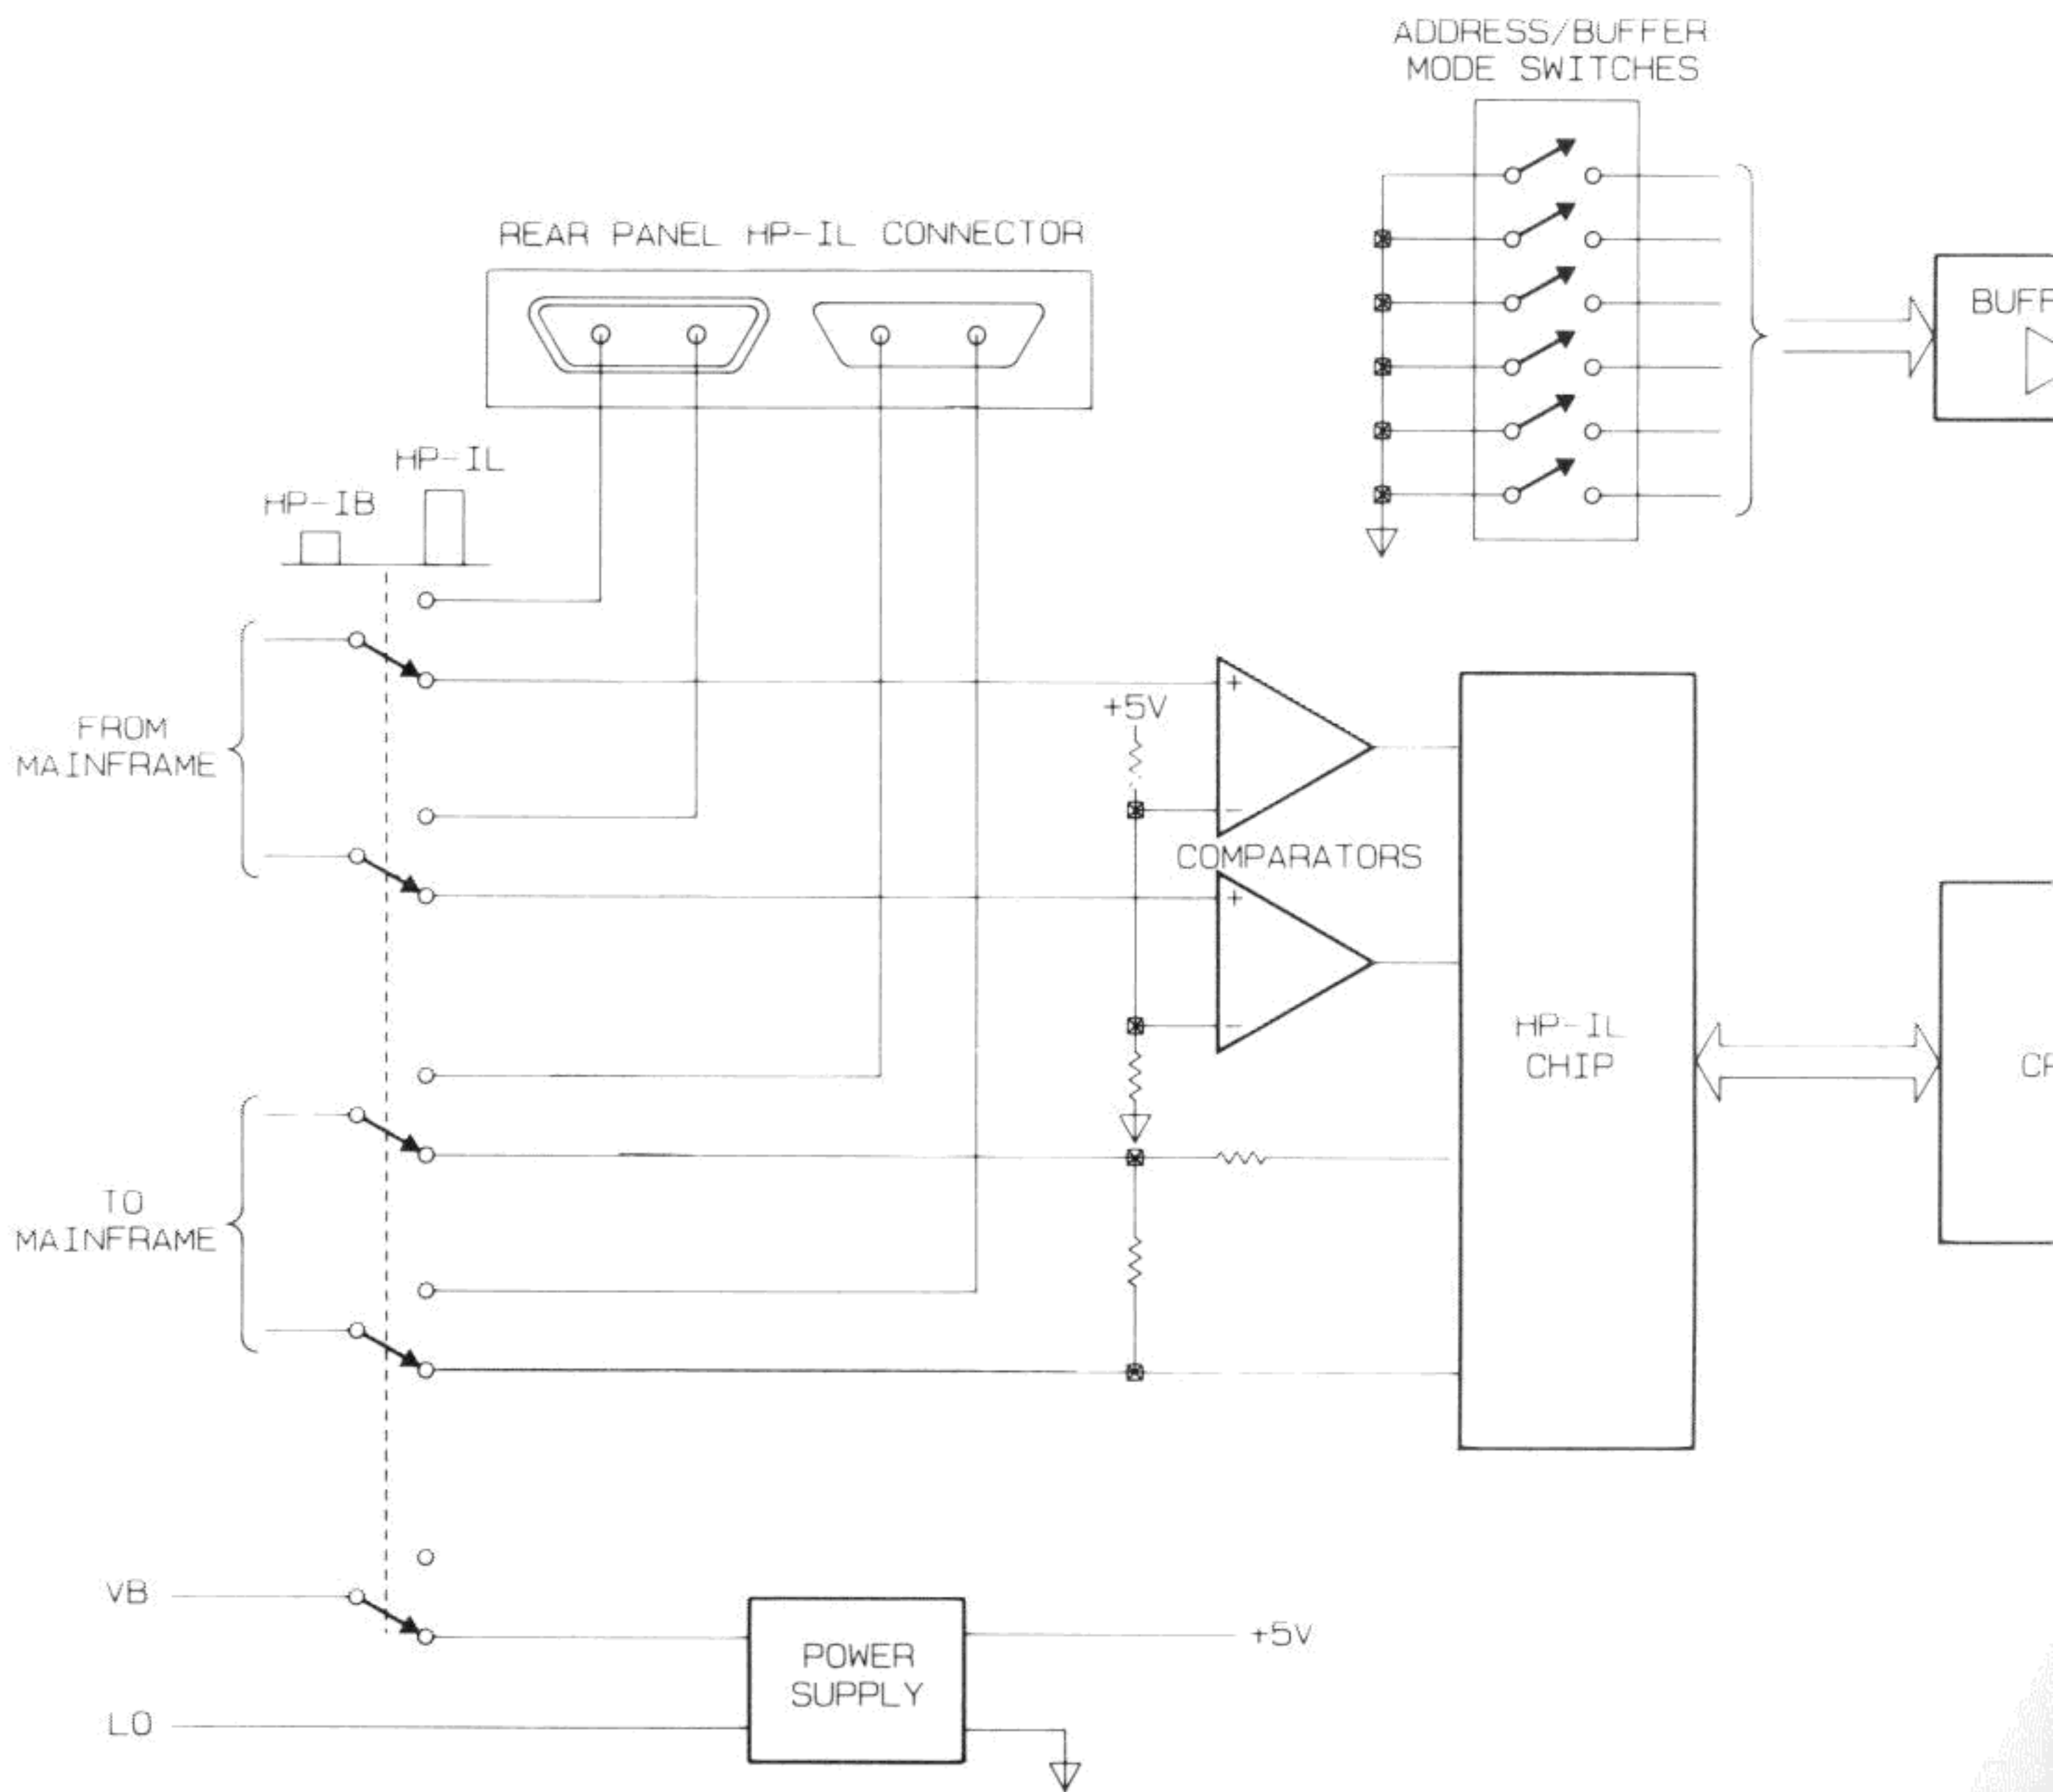 ADDRESS/BUFFER
MODE SWITCHES
REAR PANEL HP-IL CONNECTOR
BUFF
HP-IL
HP-IB
FROM
MAINFRAME
+5V
+
−
COMPARATORS
+
−
HP-IL
CHIP
TO
MAINFRAME
VB
POWER
SUPPLY
+5V
LO